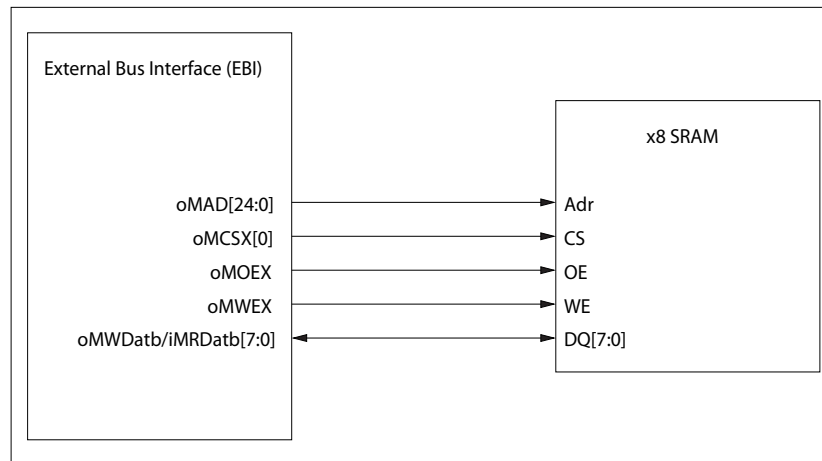 External Bus Interface (EBI)
x8 SRAM
oMAD[24:0]
Adr
oMCSX[0]
CS
oMOEX
OE
oMWEX
WE
oMWDatb/iMRDatb[7:0]
DQ[7:0]